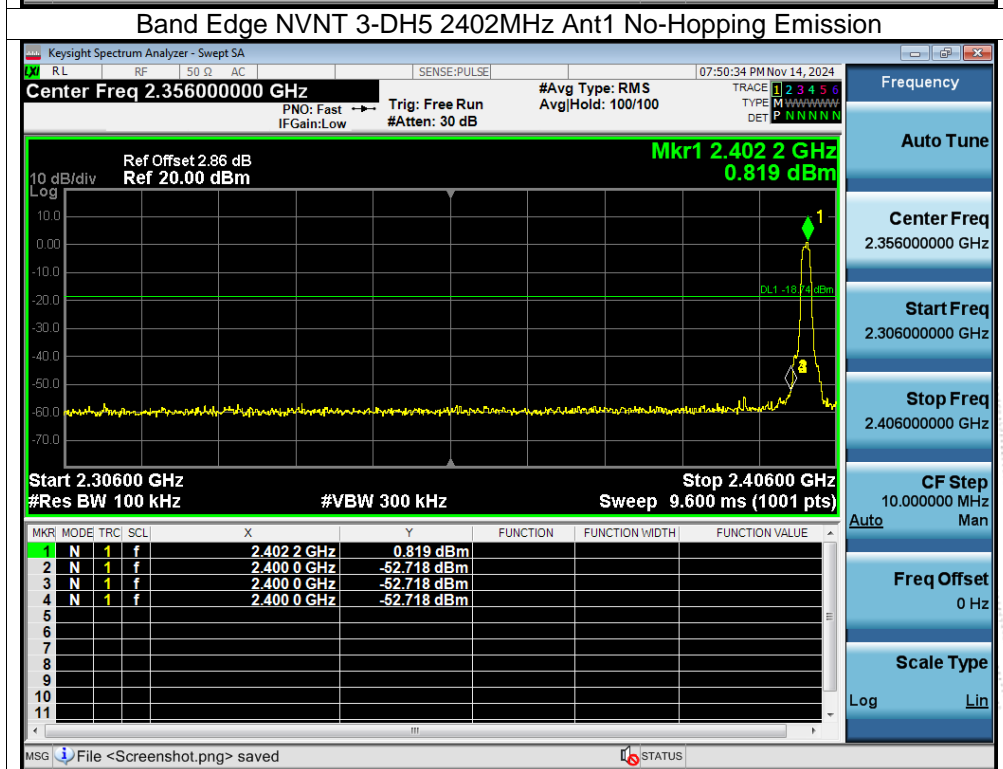 Band Edge NVNT 3-DH5 2402MHz Ant1 No-Hopping Emission
Keysight Spectrum Analyzer - Swept SA
LXI RL RF 50 Ω AC SENSE:PULSE 07:50:34 PM Nov 14, 2024
Center Freq 2.356000000 GHz #Avg Type: RMS TRACE 1 2 3 4 5 6
PNO: Fast Trig: Free Run Avg|Hold: 100/100 TYPE M WWWWW
IFGain:Low #Atten: 30 dB DET P N N N N N
Mkr1 2.402 2 GHz
Ref Offset 2.86 dB
10 dB/div Ref 20.00 dBm 0.819 dBm
Log
10.0
1
0.00
-10.0
DL1 -18.74 dBm
-20.0
-30.0
-40.0
-50.0
-60.0
-70.0
Start 2.30600 GHz Stop 2.40600 GHz
#Res BW 100 kHz #VBW 300 kHz Sweep 9.600 ms (1001 pts)
MKR MODE TRC SCL X Y FUNCTION FUNCTION WIDTH FUNCTION VALUE
1 N 1 f 2.402 2 GHz 0.819 dBm
2 N 1 f 2.400 0 GHz -52.718 dBm
3 N 1 f 2.400 0 GHz -52.718 dBm
4 N 1 f 2.400 0 GHz -52.718 dBm
5
6
7
8
9
10
11
MSG File <Screenshot.png> saved STATUS
Frequency
Auto Tune
Center Freq
2.356000000 GHz
Start Freq
2.306000000 GHz
Stop Freq
2.406000000 GHz
CF Step
10.000000 MHz
Auto Man
Freq Offset
0 Hz
Scale Type
Log Lin